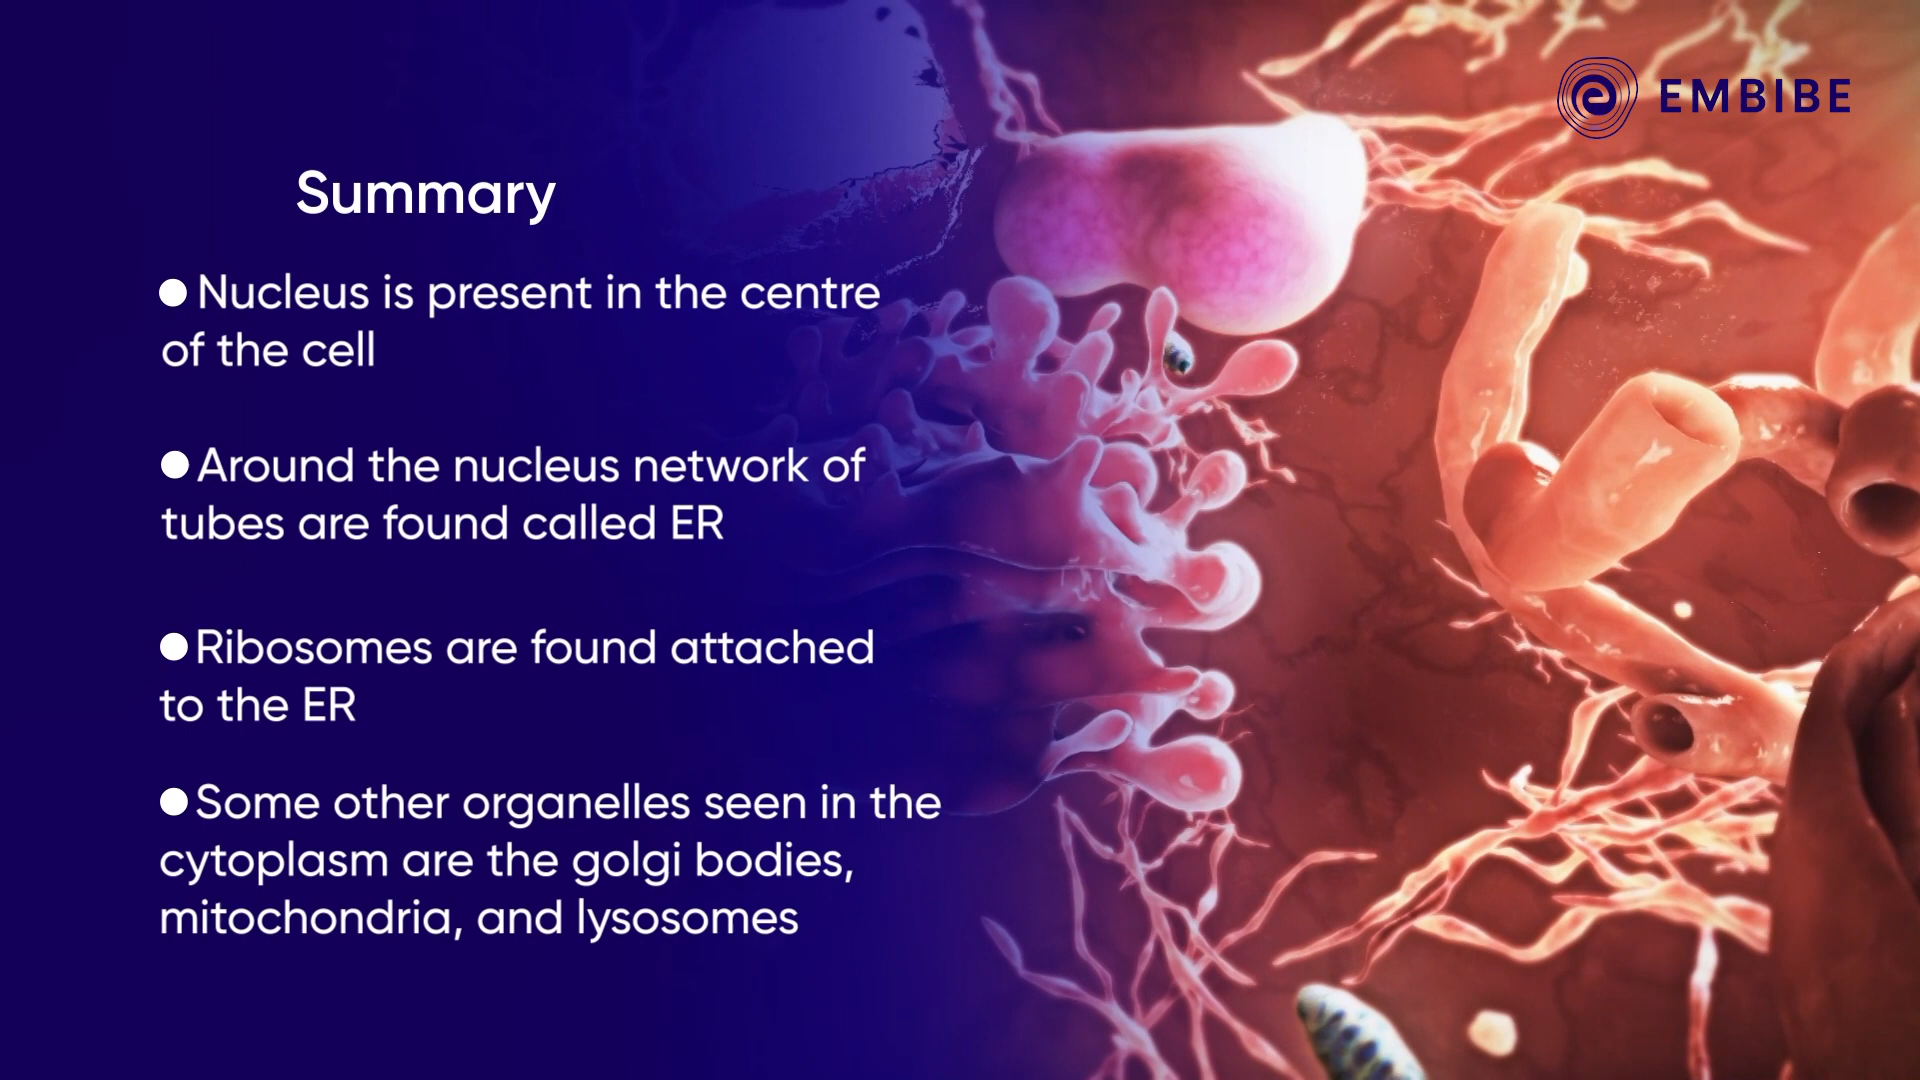 EMBIBE
Summary
● Nucleus is present in the centre
of the cell
● Around the nucleus network of
tubes are found called ER
● Ribosomes are found attached
to the ER
● Some other organelles seen in the
cytoplasm are the golgi bodies,
mitochondria, and lysosomes